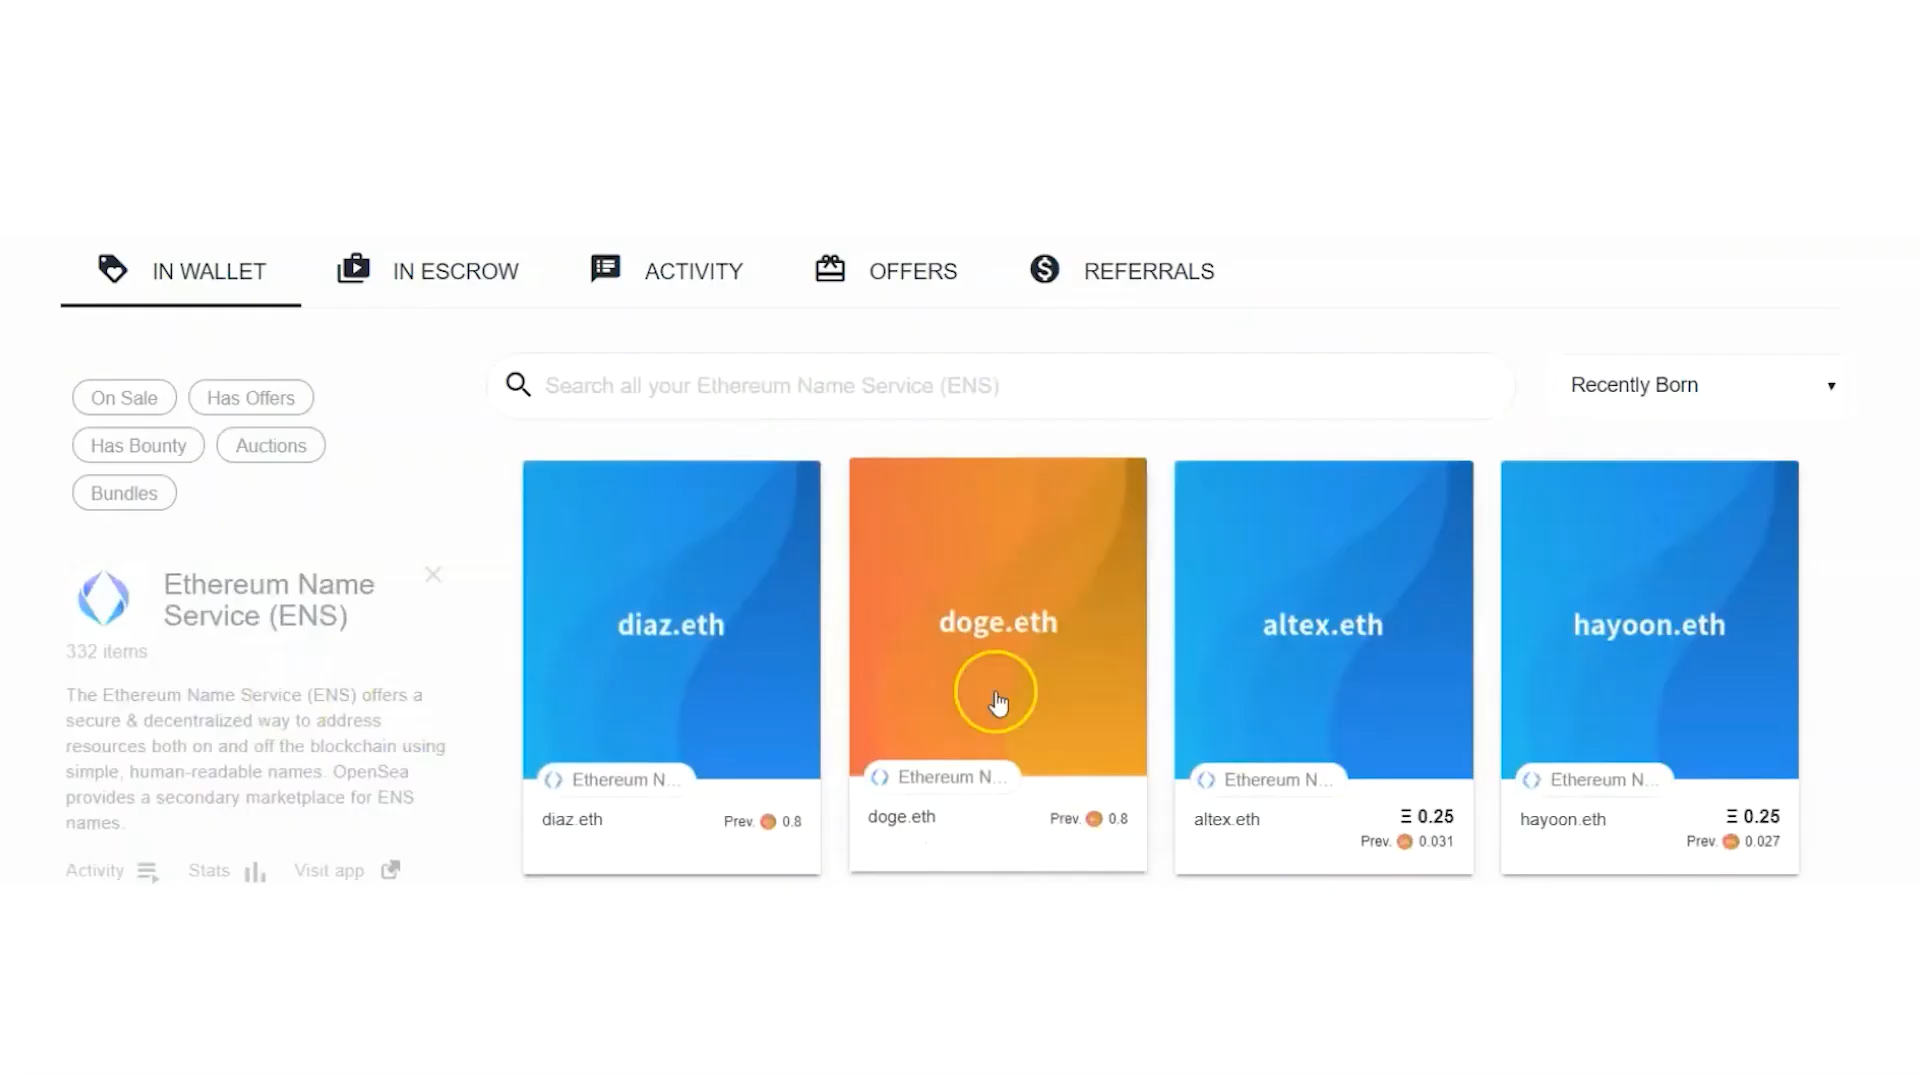 IN WALLET
IN ESCROW
ACTIVITY
OFFERS
REFERRALS
On Sale
Has Offers
Has Bounty
Auctions
Bundles
Search all your Ethereum Name Service (ENS)
Recently Born
Ethereum Name
Service (ENS)
332 items
The Ethereum Name Service (ENS) offers a
secure & decentralized way to address
resources both on and off the blockchain using
simple, human-readable names. OpenSea
provides a secondary marketplace for ENS
names.
Activity
Stats
Visit app
diaz.eth
Ethereum N...
diaz.eth
Prev. 0.8
doge.eth
Ethereum N...
doge.eth
Prev. 0.8
altex.eth
Ethereum N...
altex.eth
Ξ 0.25
Prev. 0.031
hayoon.eth
Ethereum N...
hayoon.eth
Ξ 0.25
Prev. 0.027